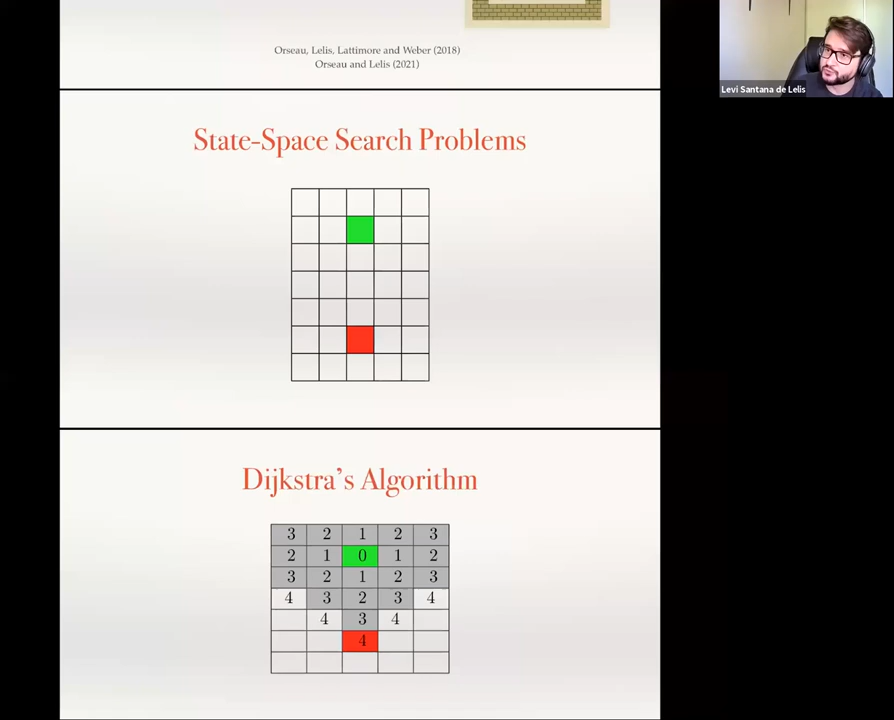 Orseau, Lelis, Lattimore and Weber (2018)
Orseau and Lelis (2021)
Levi Santana de Lelis
State-Space Search Problems
Dijkstra's Algorithm
3 2 1 2 3
2 1 0 1 2
3 2 1 2 3
4 3 2 3 4
4 3 4
4